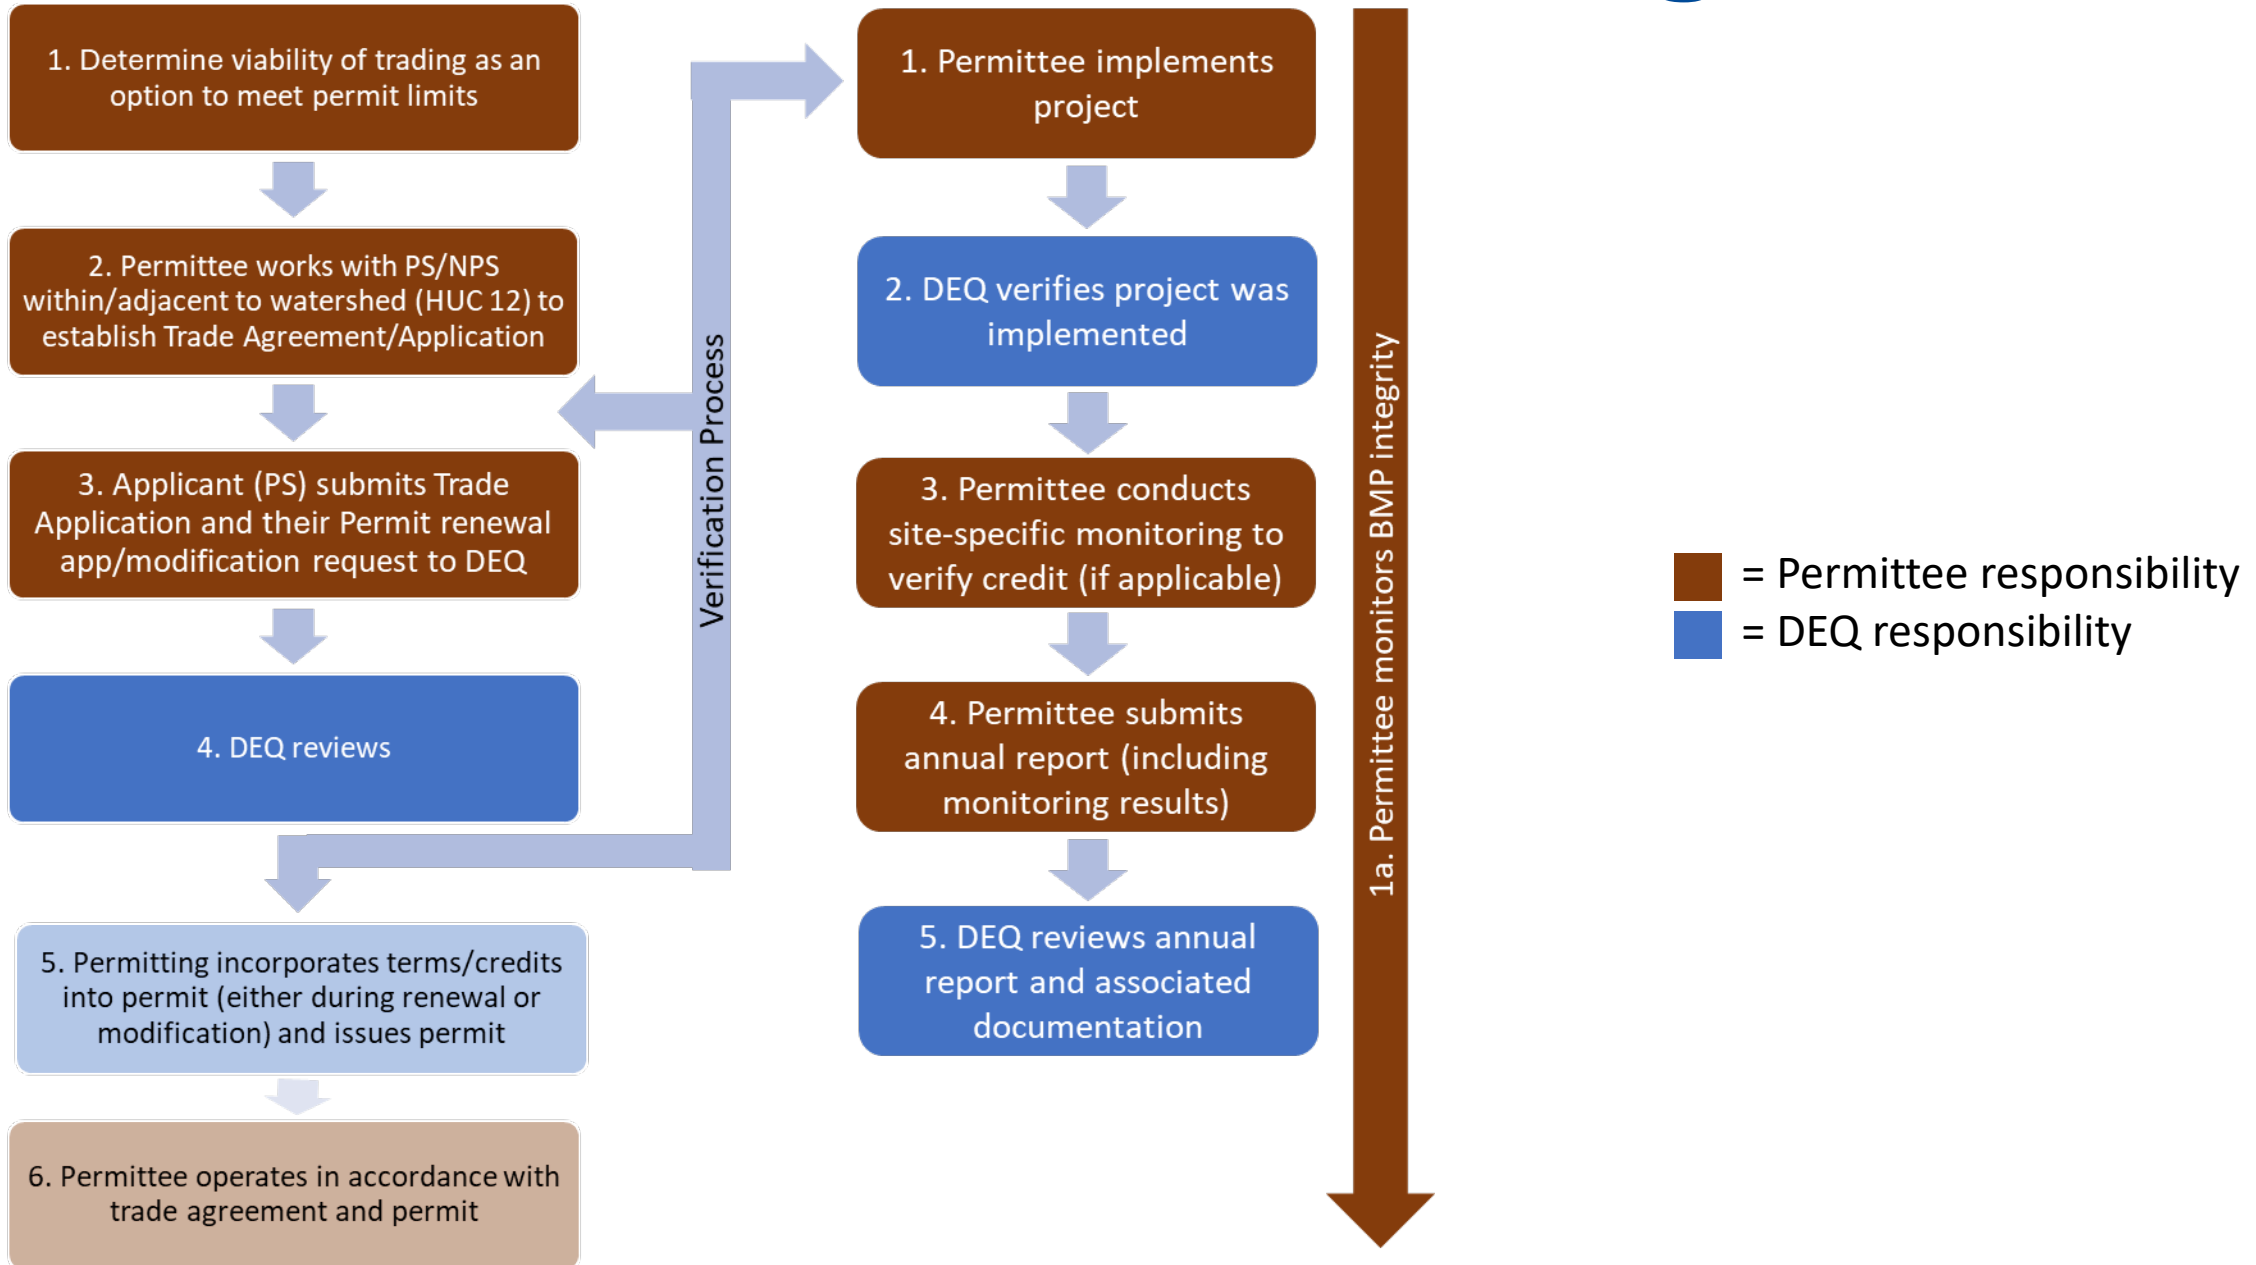 1. Determine viability of trading as an
option to meet permit limits
2. Permittee works with PS/NPS
within/adjacent to watershed (HUC 12) to
establish Trade Agreement/Application
3. Applicant (PS) submits Trade
Application and their Permit renewal
app/modification request to DEQ
4. DEQ reviews
5. Permitting incorporates terms/credits
into permit (either during renewal or
modification) and issues permit
6. Permittee operates in accordance with
trade agreement and permit
Verification Process
1. Permittee implements
project
2. DEQ verifies project was
implemented
3. Permittee conducts
site-specific monitoring to
verify credit (if applicable)
4. Permittee submits
annual report (including
monitoring results)
5. DEQ reviews annual
report and associated
documentation
1a. Permittee monitors BMP integrity
= Permittee responsibility
= DEQ responsibility